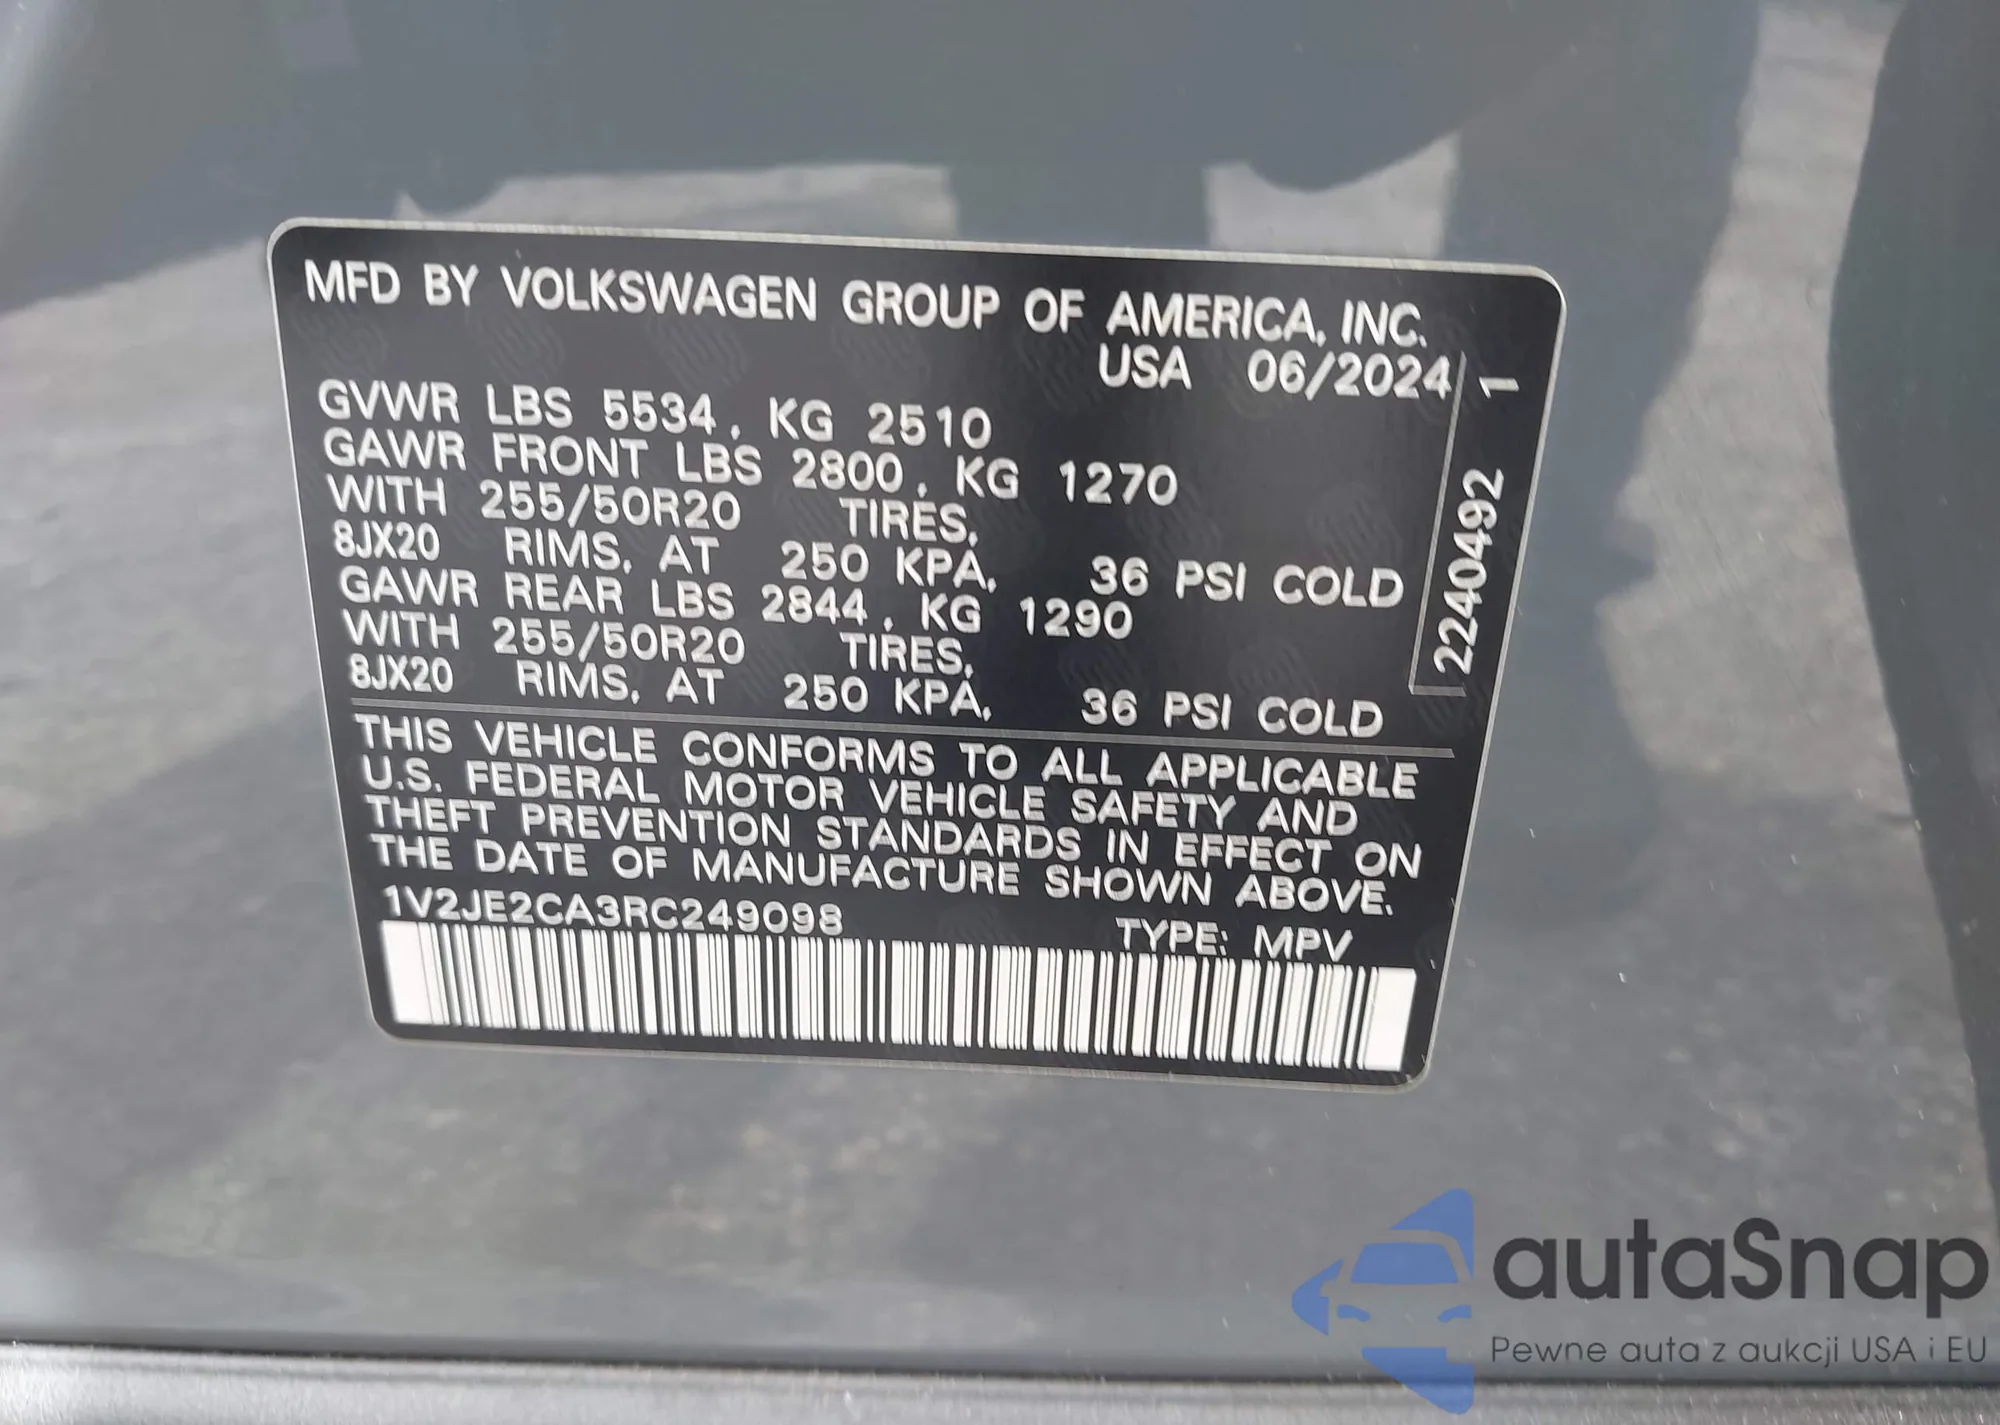 MFD BY VOLKSWAGEN GROUP OF AMERICA, INC.
USA 06/2024
GVWR LBS 5534, KG 2510
GAWR FRONT LBS 2800, KG 1270
WITH 255/50R20 TIRES,
8JX20 RIMS, AT 250 KPA, 36 PSI COLD
GAWR REAR LBS 2844, KG 1290
WITH 255/50R20 TIRES,
8JX20 RIMS, AT 250 KPA, 36 PSI COLD
2240492 1
THIS VEHICLE CONFORMS TO ALL APPLICABLE
U.S. FEDERAL MOTOR VEHICLE SAFETY AND
THEFT PREVENTION STANDARDS IN EFFECT ON
THE DATE OF MANUFACTURE SHOWN ABOVE.
1V2JE2CA3RC249098 TYPE: MPV
autaSnap
Pewne auta z aukcji USA i EU